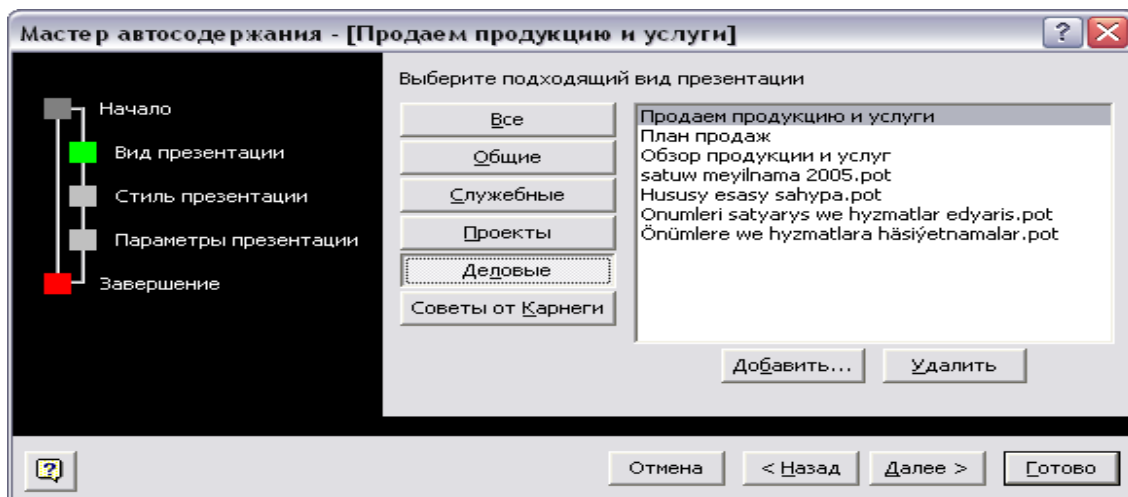 Мастер автосодержания - [Продаем продукцию и услуги]
Начало
Вид презентации
Стиль презентации
Параметры презентации
Завершение
Выберите подходящий вид презентации
Все
Общие
Служебные
Проекты
Деловые
Советы от Карнеги
Продаем продукцию и услуги
План продаж
Обзор продукции и услуг
satuw meyilnama 2005.pot
Hususy esasy sahypa.pot
Onumleri satyarys we hyzmatlar edyaris.pot
Önümlere we hyzmatlara häsiýetnamalar.pot
Добавить...
Удалить
Отмена
< Назад
Далее >
Готово